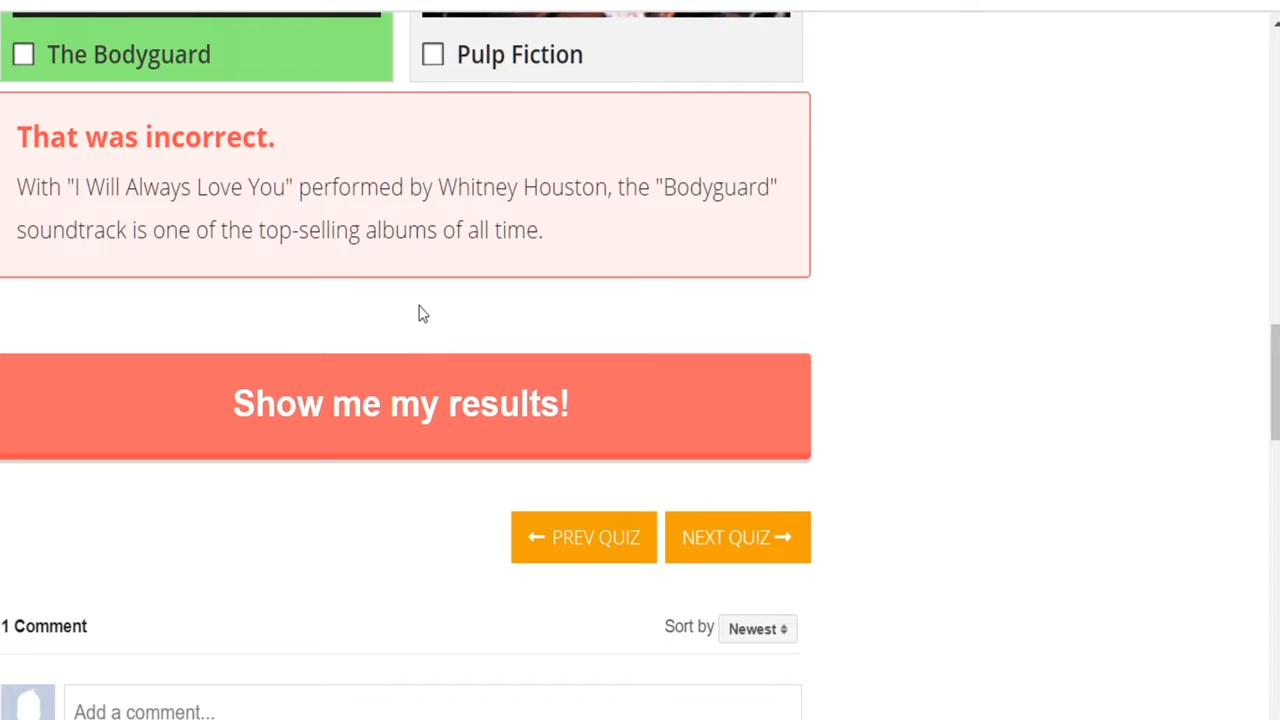 The Bodyguard
Pulp Fiction
That was incorrect.
With "I Will Always Love You" performed by Whitney Houston, the "Bodyguard"
soundtrack is one of the top-selling albums of all time.
Show me my results!
← PREV QUIZ
NEXT QUIZ →
1 Comment
Sort by
Newest
Add a comment...